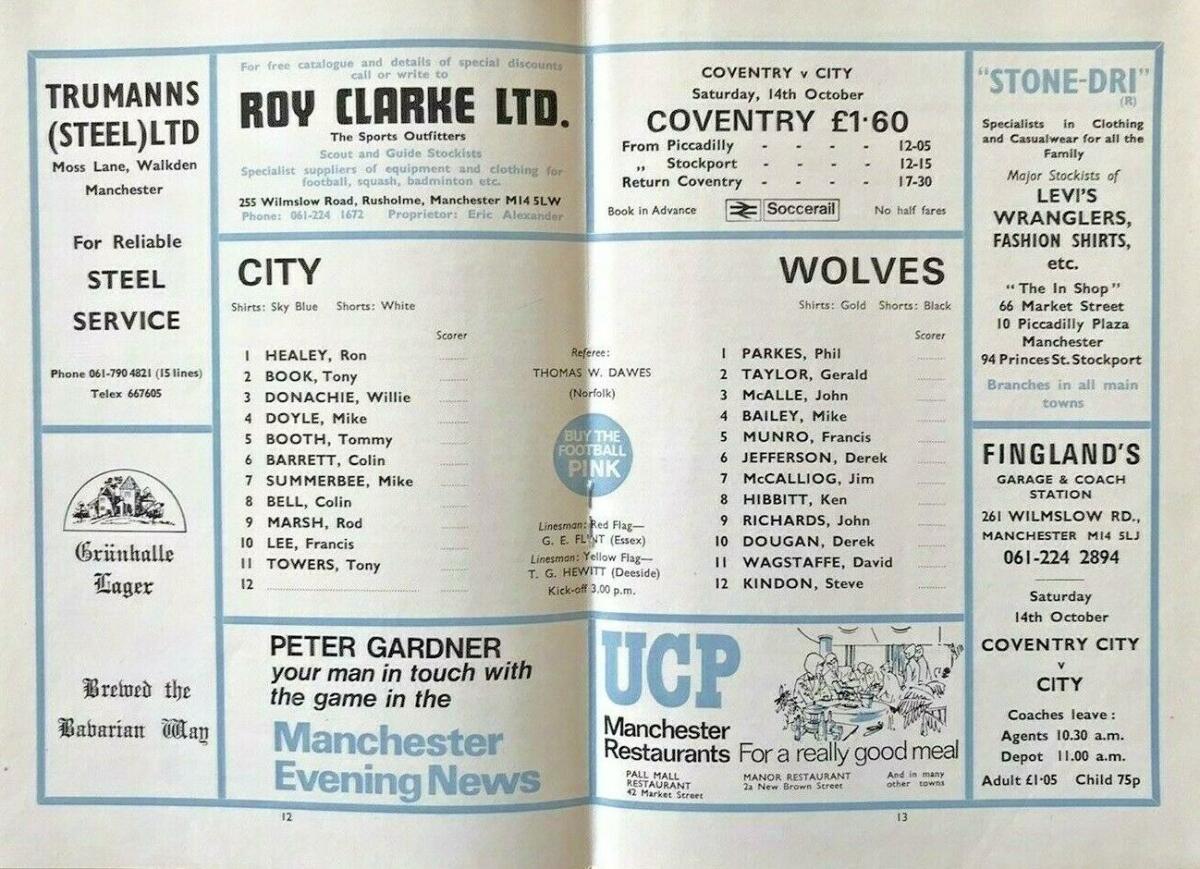 TRUMANNS
(STEEL) LTD
Moss Lane, Walkden
Manchester
For Reliable
STEEL
SERVICE
Phone 061-790 4821 (15 lines)
Telex 667605
Grünhalle
Lager
Brewed the
Bavarian Way
For free catalogue and details of special discounts
call or write to
ROY CLARKE LTD.
The Sports Outfitters
Scout and Guide Stockists
Specialist suppliers of equipment and clothing for
football, squash, badminton etc.
255 Wilmslow Road, Rusholme, Manchester M14 5LW
Phone: 061-224 1672 Proprietor: Eric Alexander
COVENTRY v CITY
Saturday, 14th October
COVENTRY £1·60
From Piccadilly - - - - 12-05
,, Stockport - - - - 12-15
Return Coventry - - - - 17-30
Book in Advance Soccerail No half fares
CITY
Shirts: Sky Blue Shorts: White
Scorer
1 HEALEY, Ron
2 BOOK, Tony
3 DONACHIE, Willie
4 DOYLE, Mike
5 BOOTH, Tommy
6 BARRETT, Colin
7 SUMMERBEE, Mike
8 BELL, Colin
9 MARSH, Rod
10 LEE, Francis
11 TOWERS, Tony
12
Referee:
THOMAS W. DAWES
(Norfolk)
BUY THE
FOOTBALL
PINK
Linesman: Red Flag—
G. E. FLINT (Essex)
Linesman: Yellow Flag—
T. G. HEWITT (Deeside)
Kick-off 3.00 p.m.
WOLVES
Shirts: Gold Shorts: Black
Scorer
1 PARKES, Phil
2 TAYLOR, Gerald
3 McALLE, John
4 BAILEY, Mike
5 MUNRO, Francis
6 JEFFERSON, Derek
7 McCALLIOG, Jim
8 HIBBITT, Ken
9 RICHARDS, John
10 DOUGAN, Derek
11 WAGSTAFFE, David
12 KINDON, Steve
PETER GARDNER
your man in touch with
the game in the
Manchester
Evening News
UCP
Manchester
Restaurants For a really good meal
PALL MALL
RESTAURANT
42 Market Street
MANOR RESTAURANT
2a New Brown Street
And in many
other towns
"STONE-DRI"
(R)
Specialists in Clothing
and Casualwear for all the
Family
Major Stockists of
LEVI'S
WRANGLERS,
FASHION SHIRTS,
etc.
"The In Shop"
66 Market Street
10 Piccadilly Plaza
Manchester
94 Princes St. Stockport
Branches in all main
towns
FINGLAND'S
GARAGE & COACH
STATION
261 WILMSLOW RD.,
MANCHESTER M14 5LJ
061-224 2894
Saturday
14th October
COVENTRY CITY
v
CITY
Coaches leave :
Agents 10.30 a.m.
Depot 11.00 a.m.
Adult £1·05 Child 75p
12
13